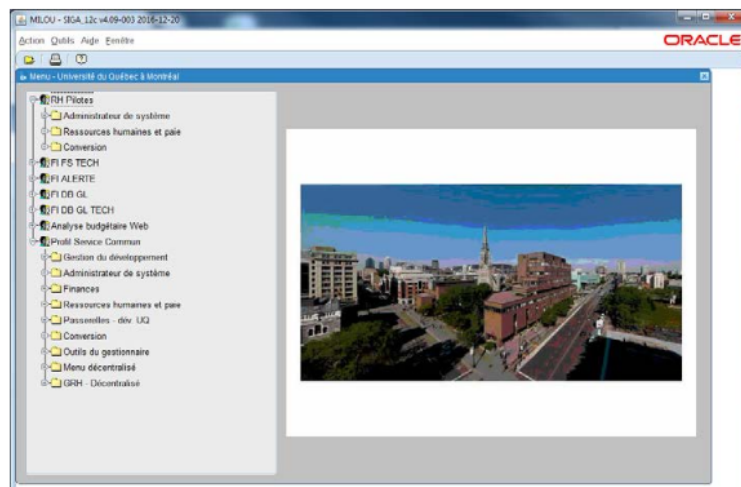 MILOU - SIGA_12c v4.09-003 2016-12-20
Action Outils Aide Fenêtre
ORACLE
Menu - Université du Québec à Montréal
RH Pilotes
Administrateur de système
Ressources humaines et paie
Conversion
FI FS TECH
FI ALERTE
FI DB GL
FI DB GL TECH
Analyse budgétaire Web
Profil Service Commun
Gestion du développement
Administrateur de système
Finances
Ressources humaines et paie
Passerelles - dév. UQ
Conversion
Outils du gestionnaire
Menu décentralisé
GRH - Décentralisé